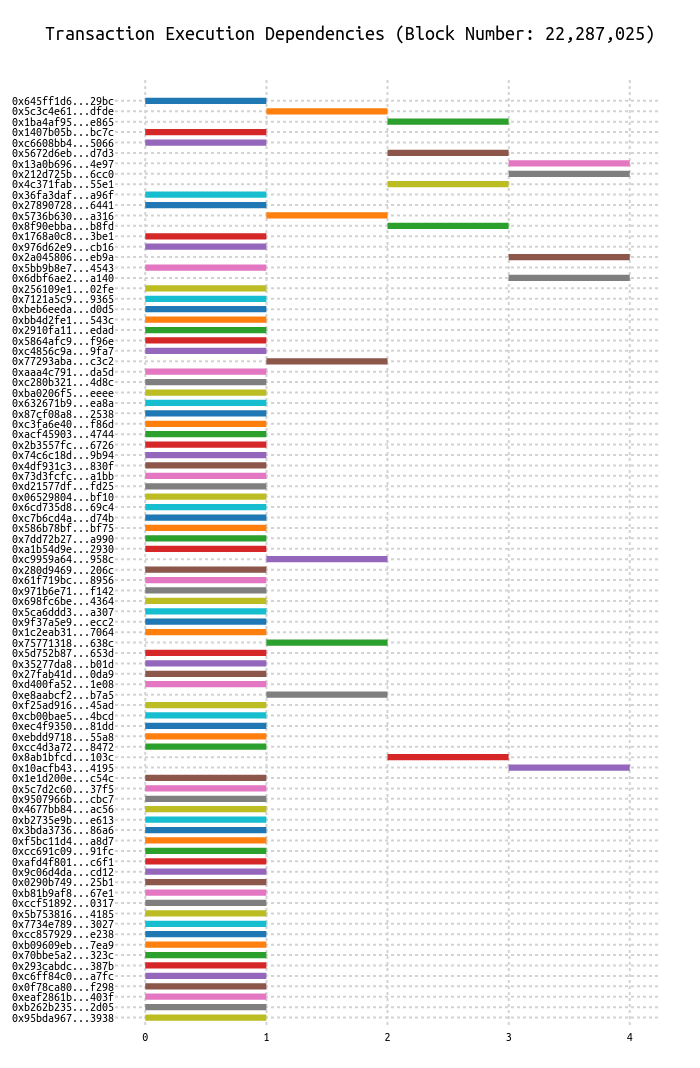 Transaction Execution Dependencies (Block Number: 22,287,025)
0x645ff1d6...29bc
0x5c3c4e61...dfde
0x1ba4af95...e865
0x1407b05b...bc7c
0xc6608bb4...5066
0x5672d6eb...d7d3
0x13a0b696...4e97
0x212d725b...6cc0
0x4c371fab...55e1
0x36fa3daf...a96f
0x27890728...6441
0x5736b630...a316
0x8f90ebba...b8fd
0x1768a0c8...3be1
0x976d62e9...cb16
0x2a045806...eb9a
0x5bb9b8e7...4543
0x6dbf6ae2...a140
0x256109e1...02fe
0x7121a5c9...9365
0xbeb6eeda...d0d5
0xbb4d2fe1...543c
0x2910fa11...edad
0x5864afc9...f96e
0xc4856c9a...9fa7
0x77293aba...c3c2
0xaaa4c791...da5d
0xc280b321...4d8c
0xba0206f5...eeee
0x632671b9...ea8a
0x87cf08a8...2538
0xc3fa6e40...f86d
0xacf45903...4744
0x2b3557fc...6726
0x74c6c18d...9b94
0x4df931c3...830f
0x73d3fcfc...a1bb
0xd21577df...fd25
0x06529804...bf10
0x6cd735d8...69c4
0xc7b6cd4a...d74b
0x586b78bf...bf75
0x7dd72b27...a990
0xa1b54d9e...2930
0xc9959a64...958c
0x280d9469...206c
0x61f719bc...8956
0x971b6e71...f142
0x698fc6be...4364
0x5ca6ddd3...a307
0x9f37a5e9...ecc2
0x1c2eab31...7064
0x75771318...638c
0x5d752b87...653d
0x35277da8...b01d
0x27fab41d...0da9
0xd400fa52...1e08
0xe8aabcf2...b7a5
0xf25ad916...45ad
0xcb00bae5...4bcd
0xec4f9350...81dd
0xebdd9718...55a8
0xcc4d3a72...8472
0x8ab1bfcd...103c
0x10acfb43...4195
0x1e1d200e...c54c
0x5c7d2c60...37f5
0x9507966b...cbc7
0x4677bb84...ac56
0xb2735e9b...e613
0x3bda3736...86a6
0xf5bc11d4...a8d7
0xcc691c09...91fc
0xafd4f801...c6f1
0x9c06d4da...cd12
0x0290b749...25b1
0xb81b9af8...67e1
0xccf51892...0317
0x5b753816...4185
0x7734e789...3027
0xcc857929...e238
0xb09609eb...7ea9
0x70bbe5a2...323c
0x293cabdc...387b
0xc6ff84c0...a7fc
0x0f78ca80...f298
0xeaf2861b...403f
0xb262b235...2d05
0x95bda967...3938
0 1 2 3 4